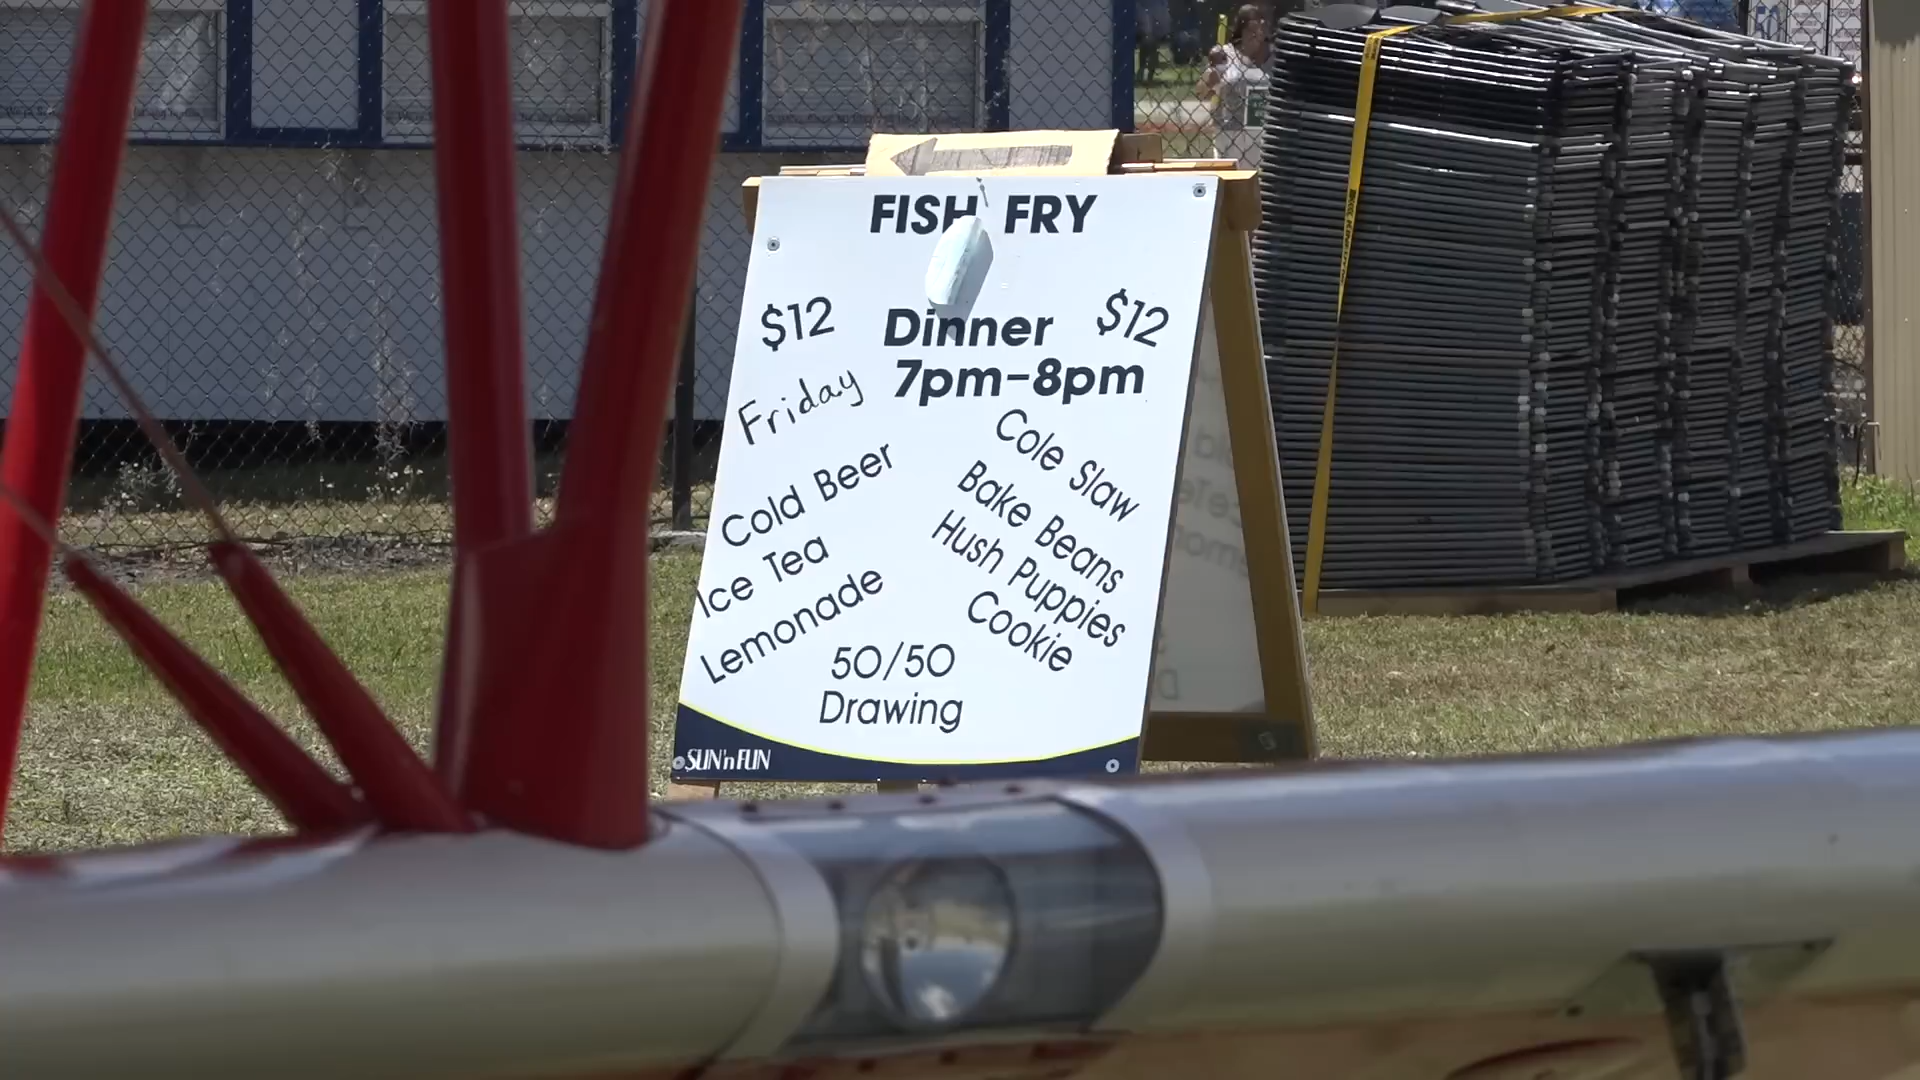 FISH FRY
$12 Dinner $12
7pm-8pm
Friday
Cold Beer
Ice Tea
Lemonade
Cole Slaw
Bake Beans
Hush Puppies
Cookie
50/50
Drawing
SUN'n FUN